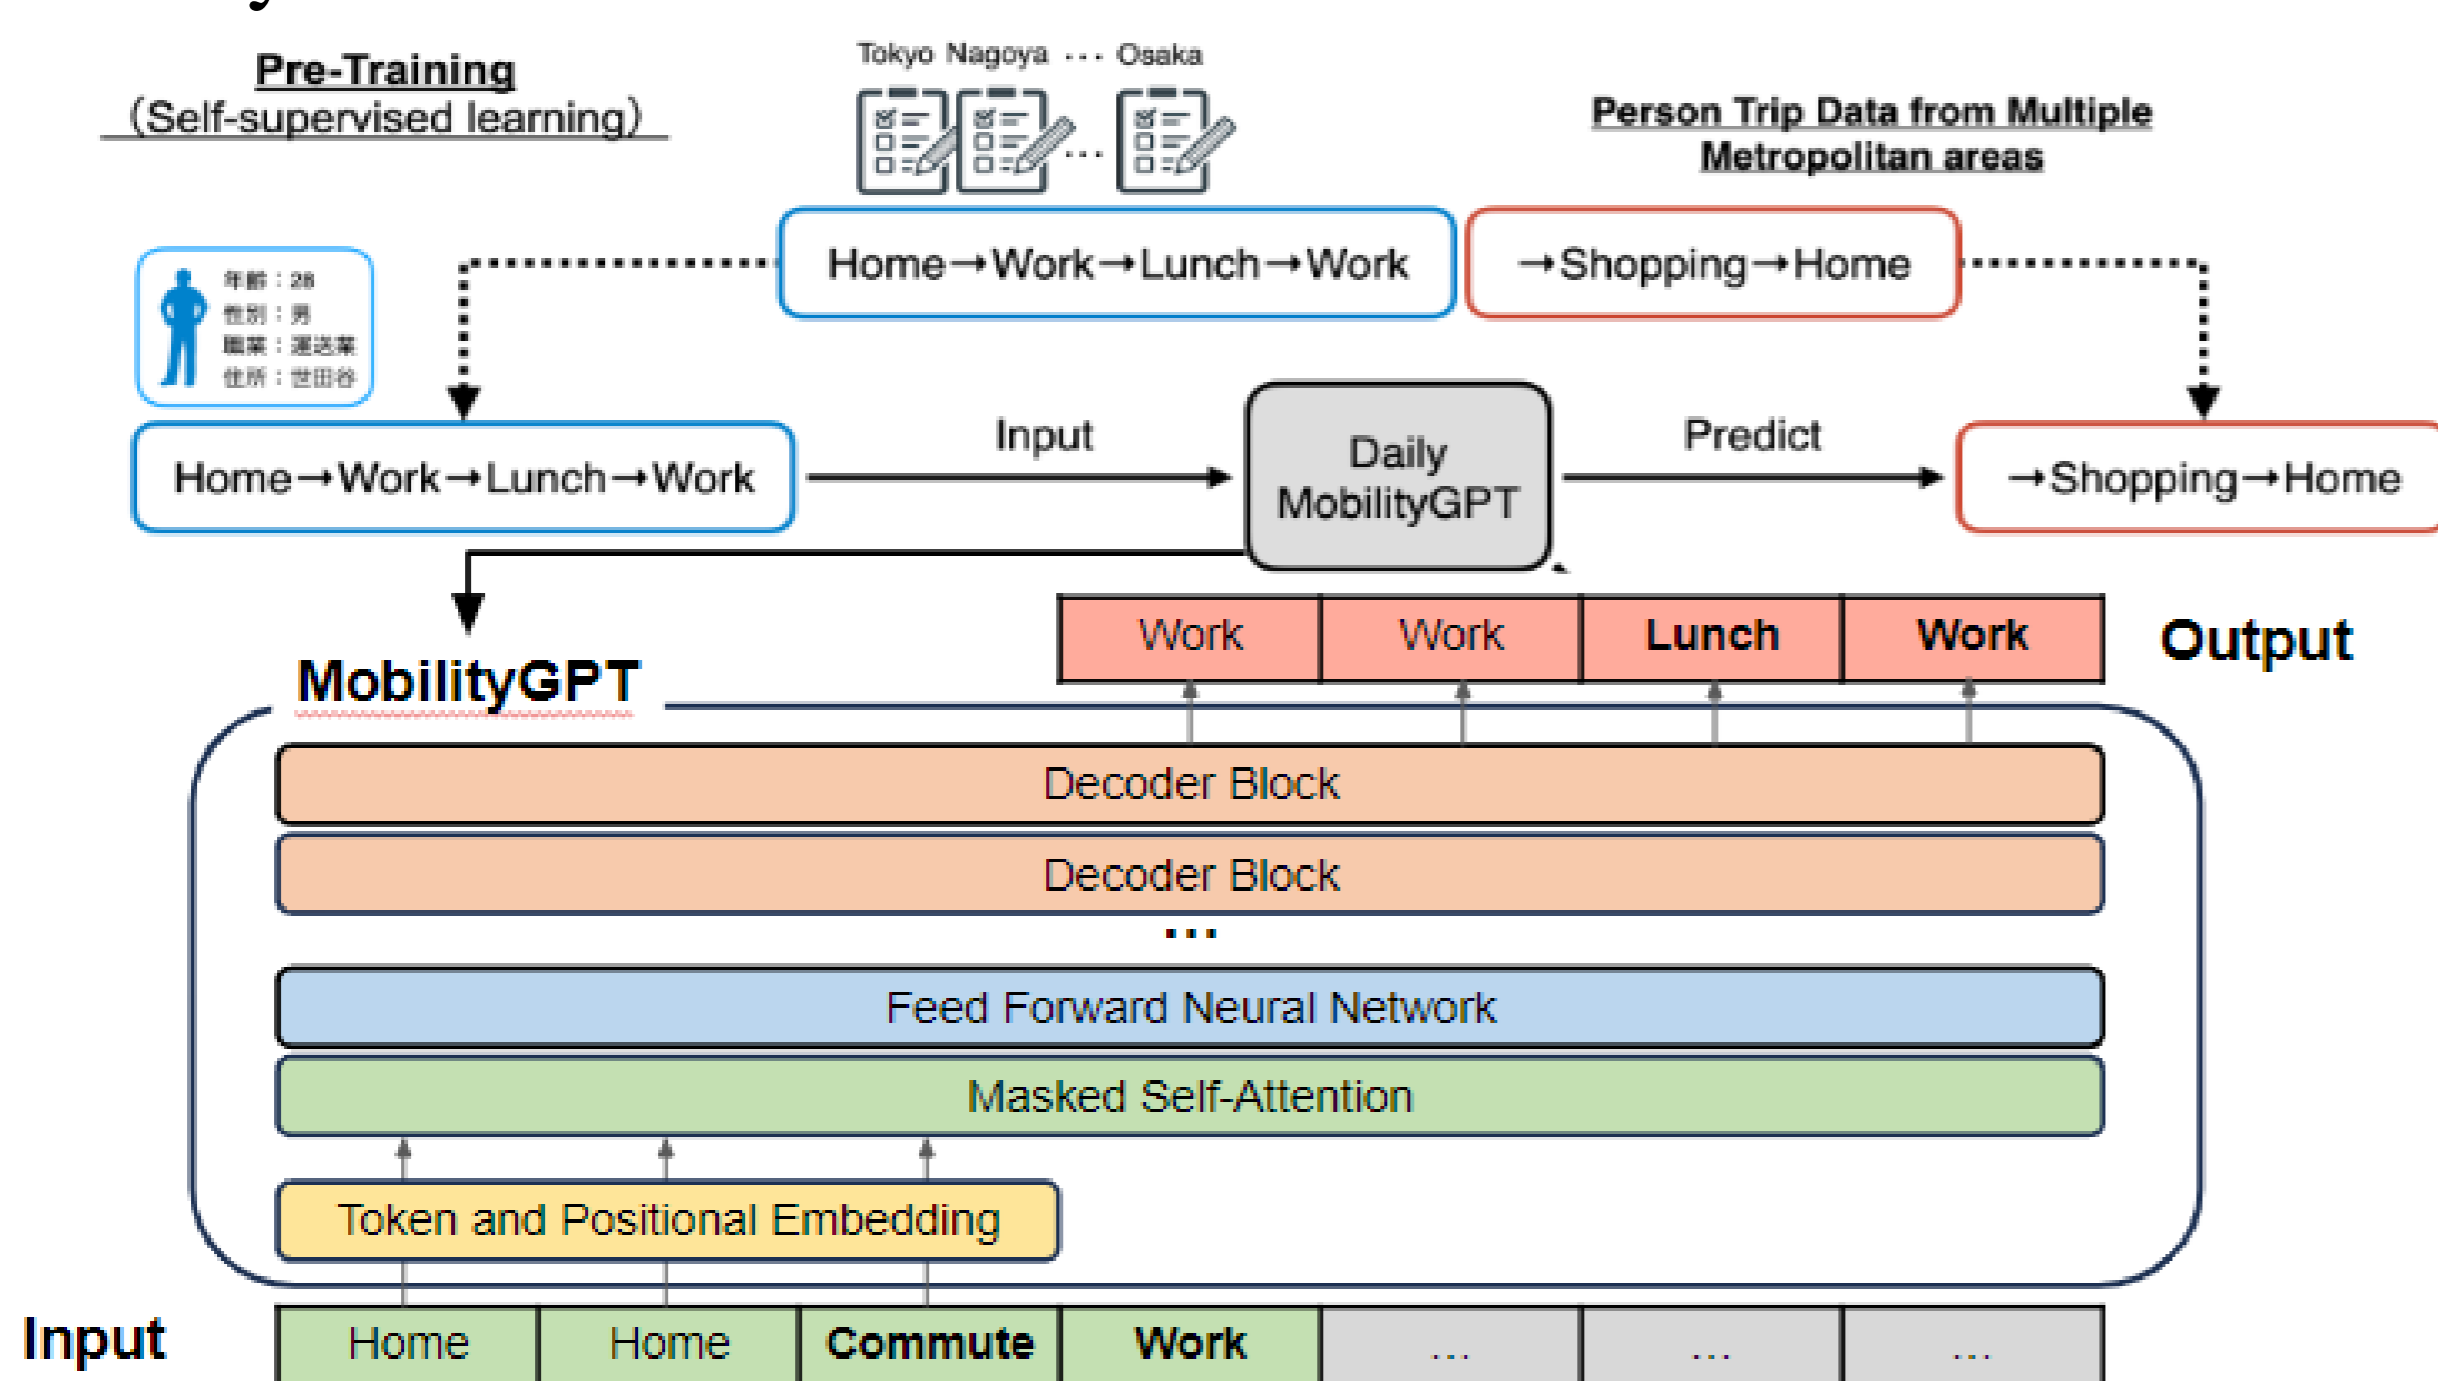 Pre-Training
（Self-supervised learning）
Tokyo Nagoya ··· Osaka
...
Person Trip Data from Multiple
Metropolitan areas
Home→Work→Lunch→Work
→Shopping→Home
年齢：28
性別：男
職業：運送業
住所：世田谷
Home→Work→Lunch→Work
Input
Daily
MobilityGPT
Predict
→Shopping→Home
Work Work Lunch Work
Output
MobilityGPT
Decoder Block
Decoder Block
...
Feed Forward Neural Network
Masked Self-Attention
Token and Positional Embedding
Input
Home Home Commute Work ... ... ...